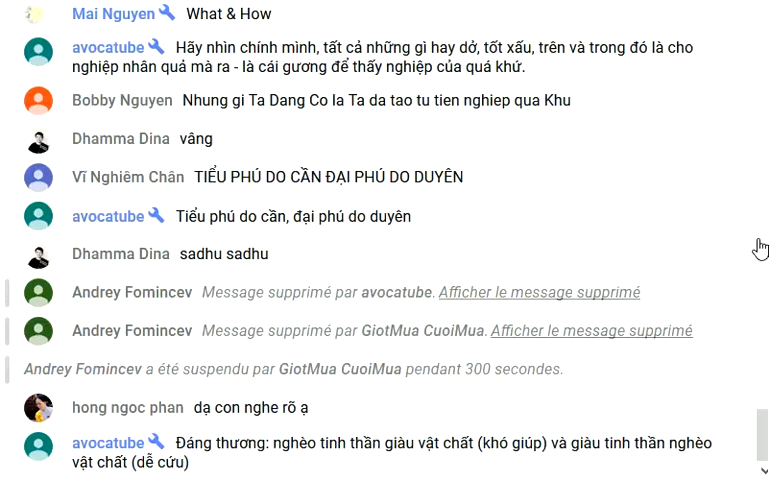 Mai Nguyen What & How
avocatube Hãy nhìn chính mình, tất cả những gì hay dở, tốt xấu, trên và trong đó là cho
nghiệp nhân quả mà ra - là cái gương để thấy nghiệp của quá khứ.
Bobby Nguyen Nhung gi Ta Dang Co la Ta da tao tu tien nghiep qua Khu
Dhamma Dina vâng
Vĩ Nghiêm Chân TIỂU PHÚ DO CẦN ĐẠI PHÚ DO DUYÊN
avocatube Tiểu phú do cần, đại phú do duyên
Dhamma Dina sadhu sadhu
Andrey Fomincev Message supprimé par avocatube. Afficher le message supprimé
Andrey Fomincev Message supprimé par GiotMua CuoiMua. Afficher le message supprimé
Andrey Fomincev a été suspendu par GiotMua CuoiMua pendant 300 secondes.
hong ngoc phan dạ con nghe rõ ạ
avocatube Đáng thương: nghèo tinh thần giàu vật chất (khó giúp) và giàu tinh thần nghèo
vật chất (dễ cứu)